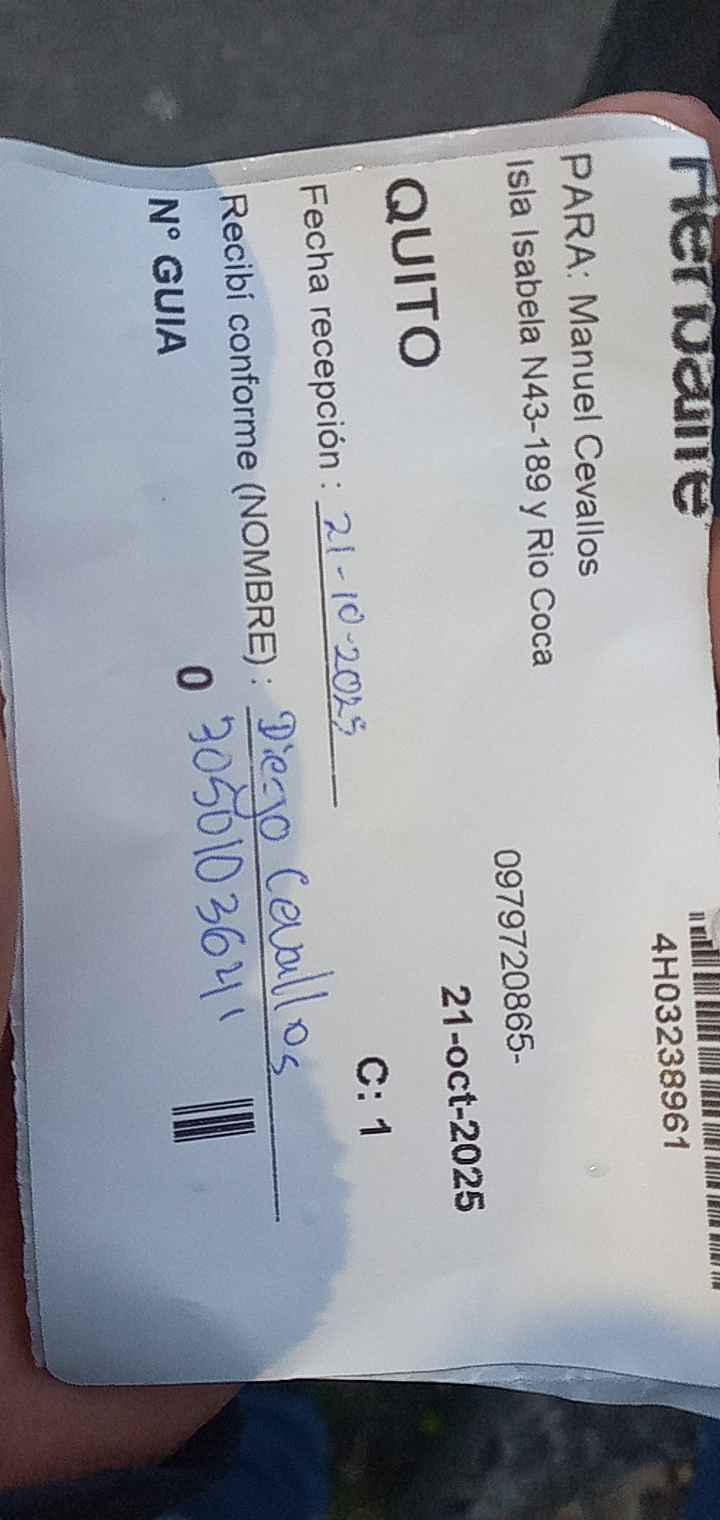 4H03238961
PARA: Manuel Cevallos
Isla Isabela N43-189 y Rio Coca
0979720865-
21-oct-2025
QUITO
C: 1
Fecha recepción : 21-10-2025
Recibí conforme (NOMBRE) : Diego Cevallos
N° GUIA 0